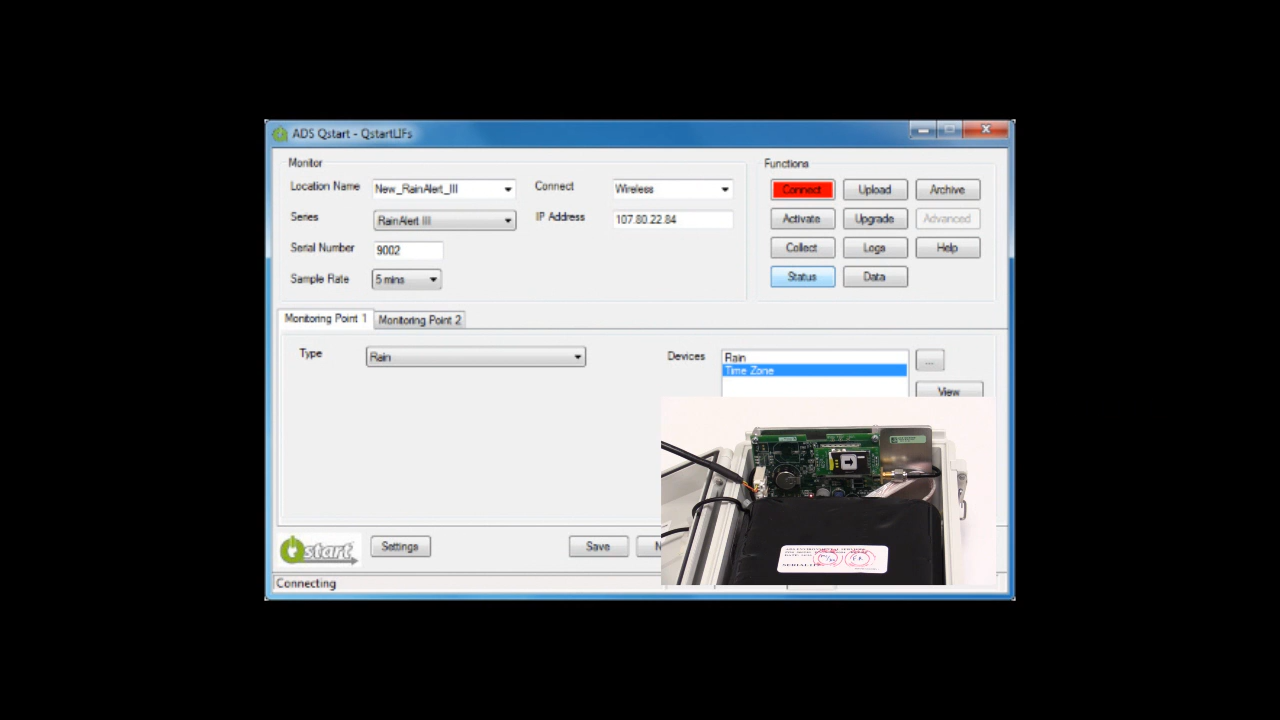 ADS Qstart - QstartLIFs
Monitor
Location Name
New_RainAlert_III
Connect
Wireless
Series
RainAlert III
IP Address
107.80.22.84
Serial Number
9002
Sample Rate
5 mins
Functions
Connect
Upload
Archive
Activate
Upgrade
Advanced
Collect
Logs
Help
Status
Data
Monitoring Point 1
Monitoring Point 2
Type
Rain
Devices
Rain
Time Zone
...
View
Qstart
Settings
Save
N
Connecting